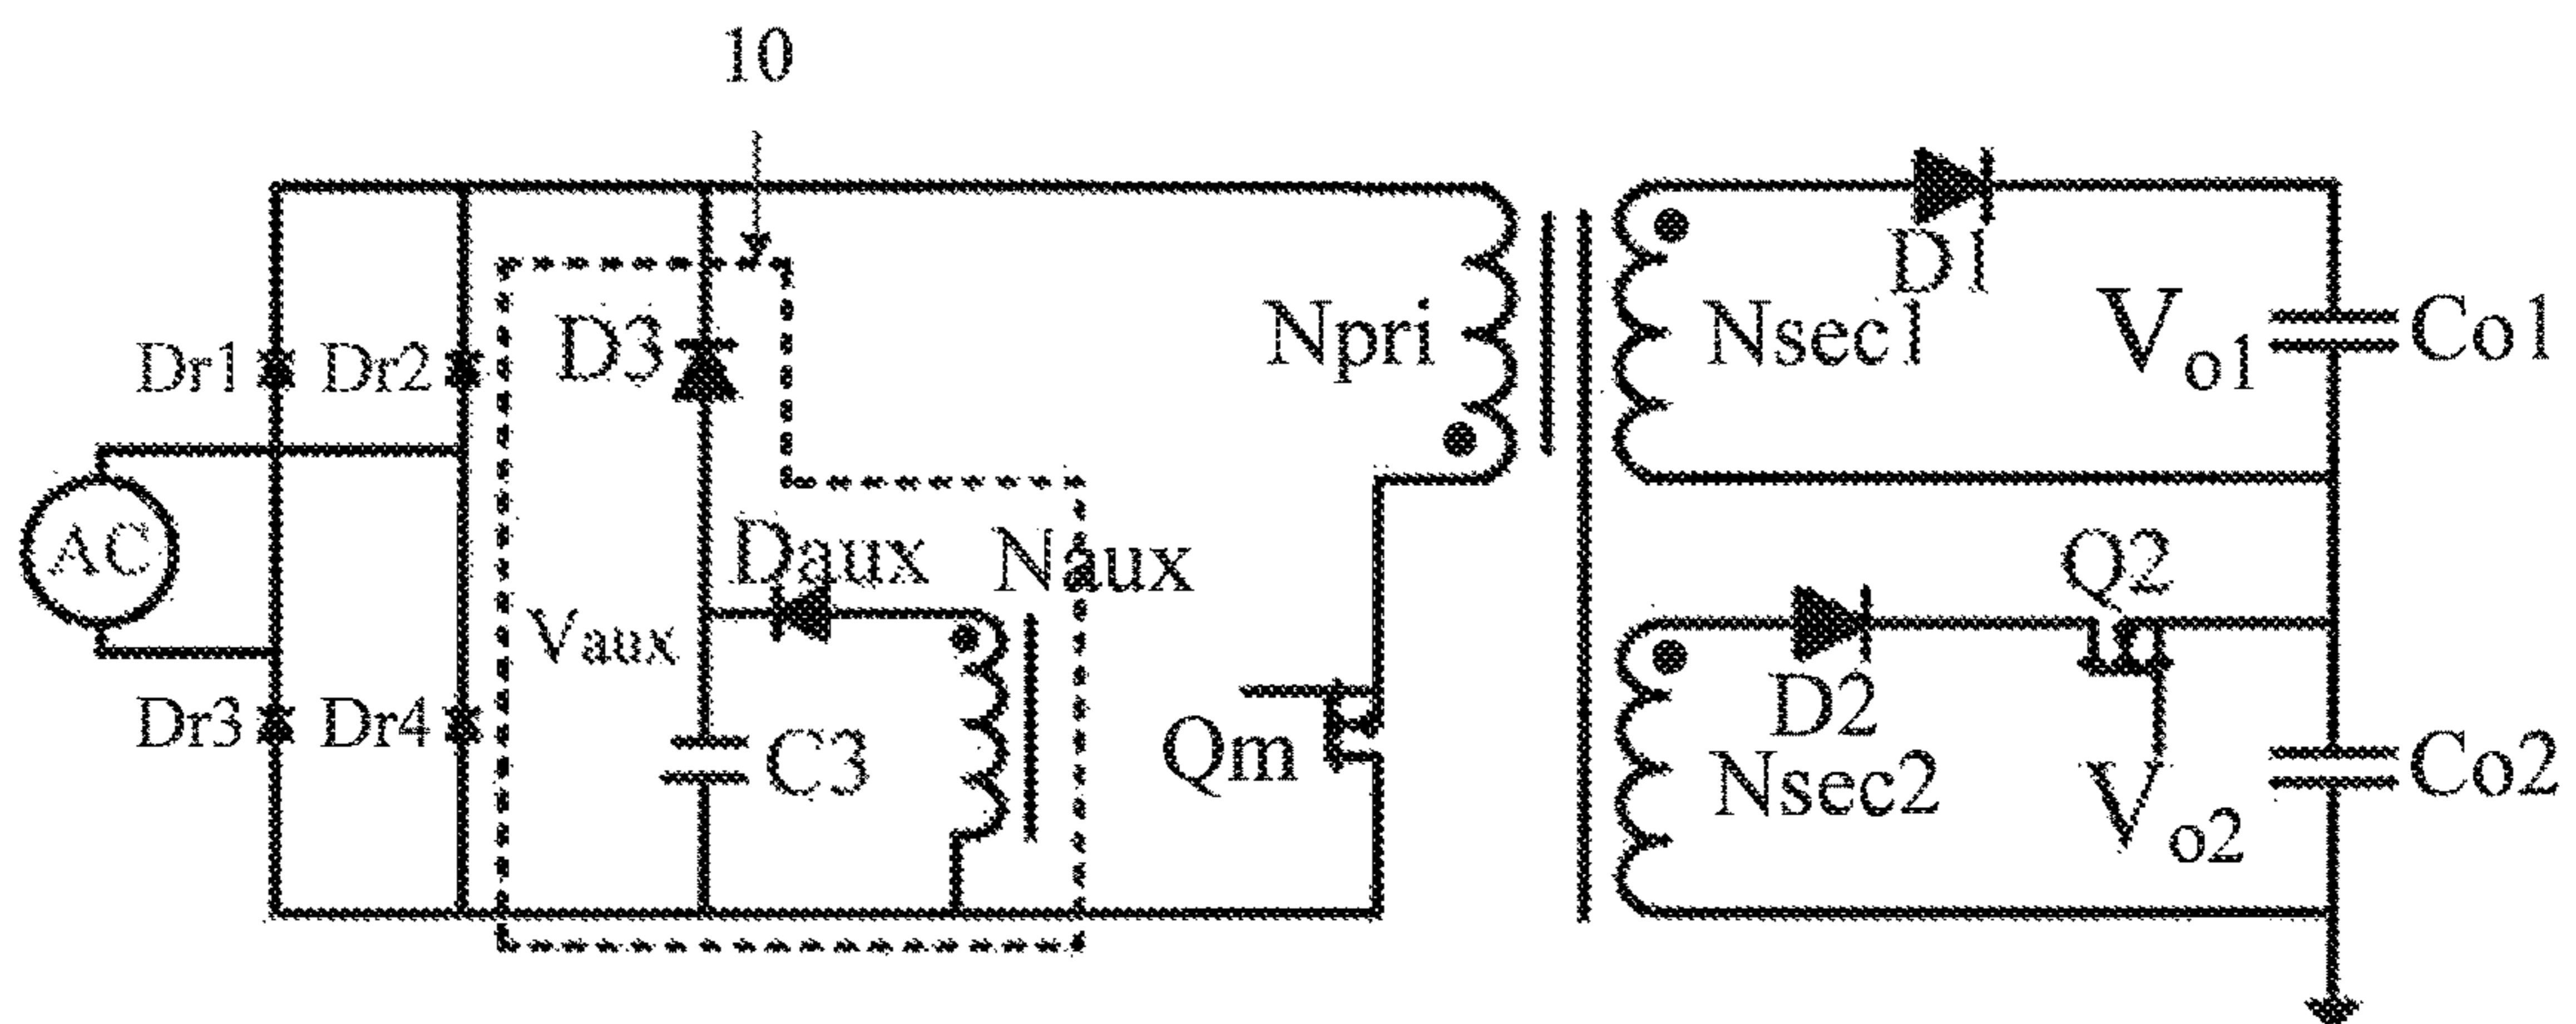 10
D1
D3
Npri
Nsec1
Vo1
Co1
Dr1
Dr2
AC
Daux
Naux
Q2
Vaux
D2
Dr3
Dr4
C3
Qm
Nsec2
Vo2
Co2